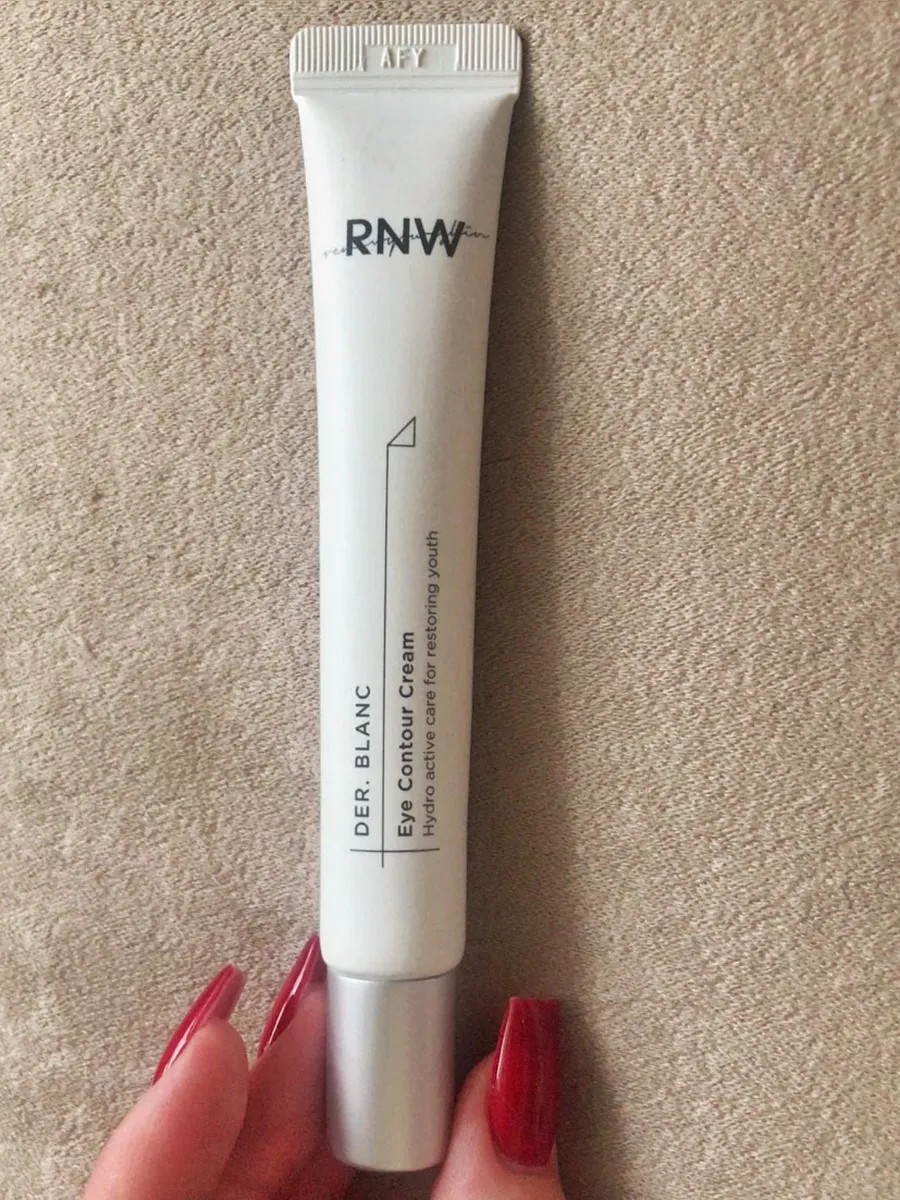 AFY
RNW
DER. BLANC
Eye Contour Cream
Hydro active care for restoring youth